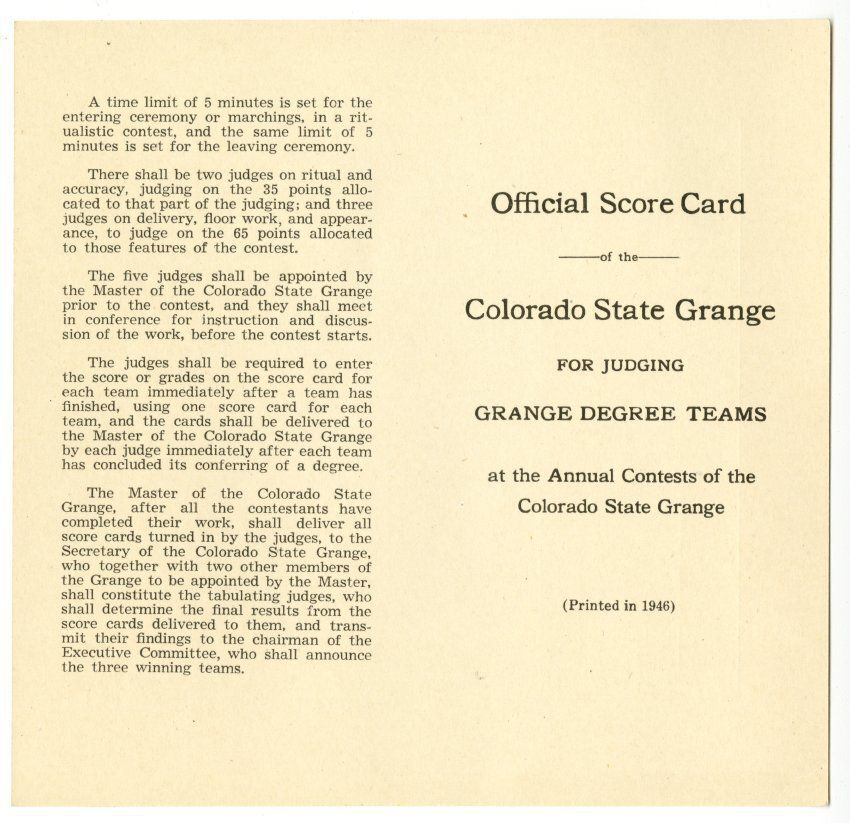 A time limit of 5 minutes is set for the
entering ceremony or marchings, in a rit-
ualistic contest, and the same limit of 5
minutes is set for the leaving ceremony.
There shall be two judges on ritual and
accuracy, judging on the 35 points allo-
cated to that part of the judging; and three
judges on delivery, floor work, and appear-
ance, to judge on the 65 points allocated
to those features of the contest.
The five judges shall be appointed by
the Master of the Colorado State Grange
prior to the contest, and they shall meet
in conference for instruction and discus-
sion of the work, before the contest starts.
The judges shall be required to enter
the score or grades on the score card for
each team immediately after a team has
finished, using one score card for each
team, and the cards shall be delivered to
the Master of the Colorado State Grange
by each judge immediately after each team
has concluded its conferring of a degree.
The Master of the Colorado State
Grange, after all the contestants have
completed their work, shall deliver all
score cards turned in by the judges, to the
Secretary of the Colorado State Grange,
who together with two other members of
the Grange to be appointed by the Master,
shall constitute the tabulating judges, who
shall determine the final results from the
score cards delivered to them, and trans-
mit their findings to the chairman of the
Executive Committee, who shall announce
the three winning teams.
Official Score Card
of the
Colorado State Grange
FOR JUDGING
GRANGE DEGREE TEAMS
at the Annual Contests of the
Colorado State Grange
(Printed in 1946)